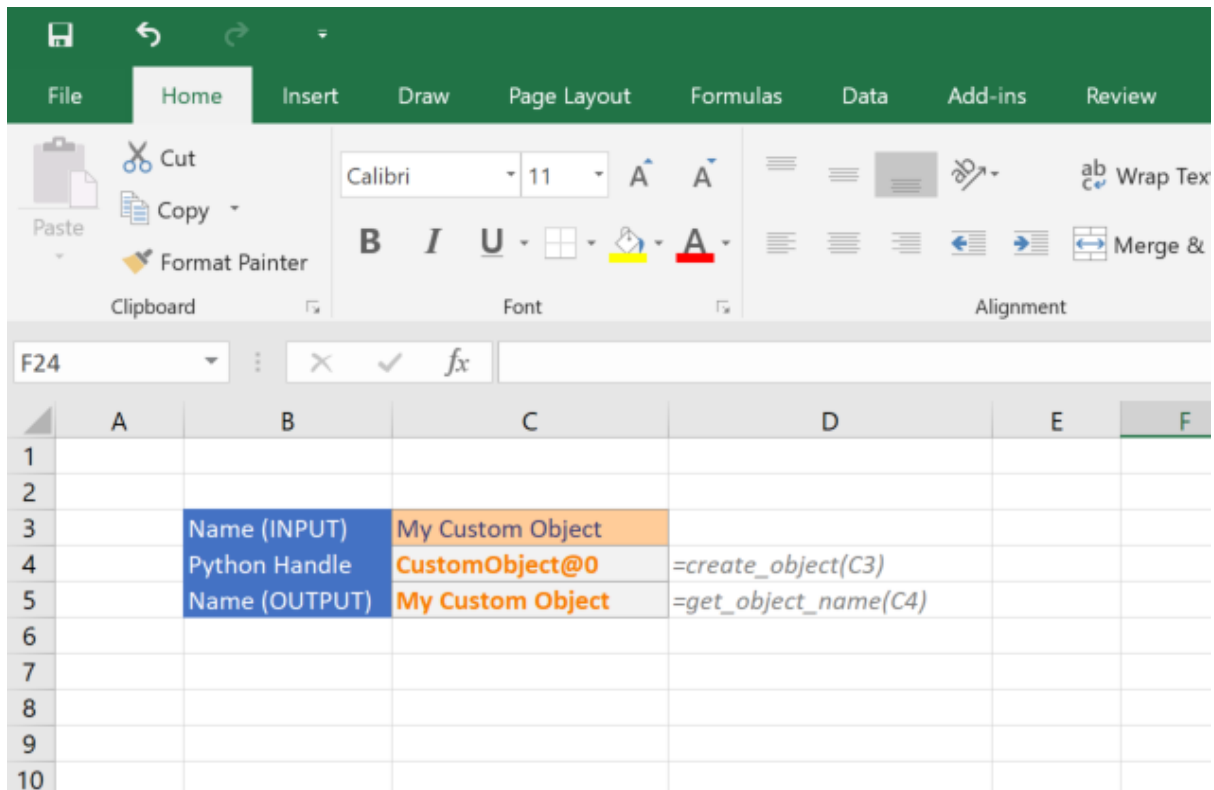 File Home Insert Draw Page Layout Formulas Data Add-ins Review
Cut
Calibri 11 A A ab Wrap Tex
Copy
Paste
B I U A Merge &
Format Painter
Clipboard Font Alignment
F24 fx
A B C D E F
1
2
3 Name (INPUT) My Custom Object
4 Python Handle CustomObject@0 =create_object(C3)
5 Name (OUTPUT) My Custom Object =get_object_name(C4)
6
7
8
9
10